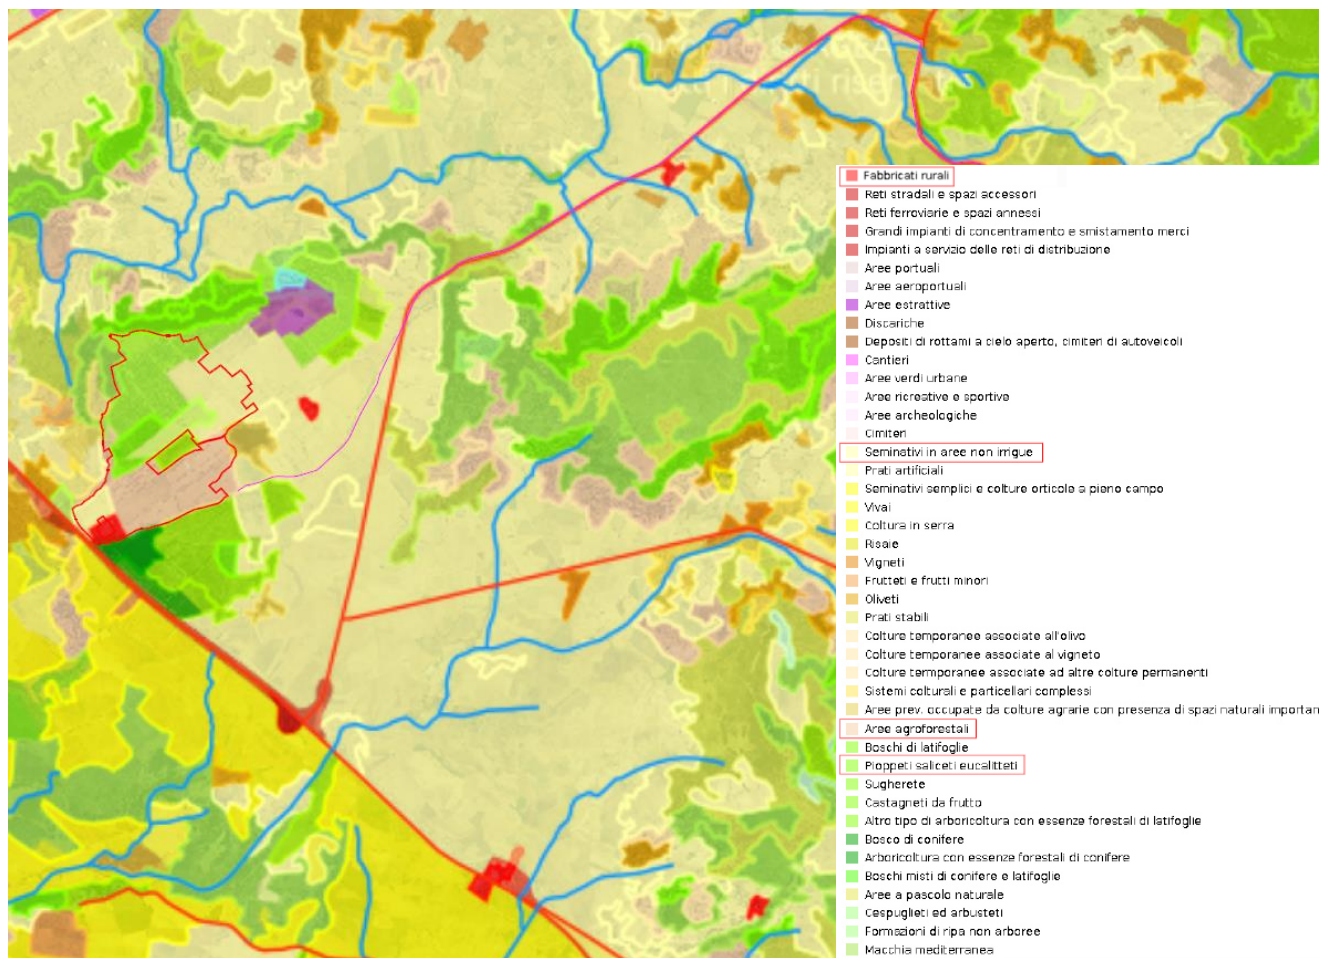 Fabbricati rurali
Reti stradali e spazi accessori
Reti ferroviarie e spazi annessi
Grandi impianti di concentramento e smistamento merci
Impianti a servizio delle reti di distribuzione
Aree portuali
Aree aeroportuali
Aree estrattive
Discariche
Depositi di rottami a cielo aperto, cimiteri di autoveicoli
Cantieri
Aree verdi urbane
Aree ricreative e sportive
Aree archeologiche
Cimiteri
Seminativi in aree non irrigue
Prati artificiali
Seminativi semplici e colture orticole a pieno campo
Vivai
Coltura in serra
Risaie
Vigneti
Frutteti e frutti minori
Oliveti
Prati stabili
Colture temporanee associate all'olivo
Colture temporanee associate al vigneto
Colture temporanee associate ad altre colture permanenti
Sistemi colturali e particellari complessi
Aree prev. occupate da colture agrarie con presenza di spazi naturali importan
Aree agroforestali
Boschi di latifoglie
Pioppeti saliceti eucalitteti
Sugherete
Castagneti da frutto
Altro tipo di arboricoltura con essenze forestali di latifoglie
Bosco di conifere
Arboricoltura con essenze forestali di conifere
Boschi misti di conifere e latifoglie
Aree a pascolo naturale
Cespuglieti ed arbusteti
Formazioni di ripa non arboree
Macchia mediterranea